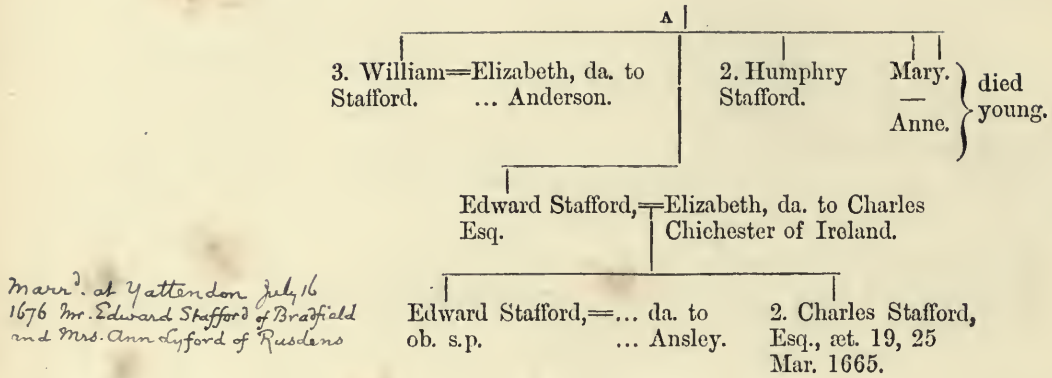 A
3. William=Elizabeth, da. to
Stafford. ... Anderson.
2. Humphry
Stafford.
Mary.
—
Anne.
died
young.
Edward Stafford,=Elizabeth, da. to Charles
Esq. Chichester of Ireland.
Marrd. at Yattendon July 16
1676 Mr. Edward Stafford of Bradfield
and Mrs. Ann Lyford of Rusdens
Edward Stafford,=... da. to
ob. s.p. ... Ansley.
2. Charles Stafford,
Esq., æt. 19, 25
Mar. 1665.